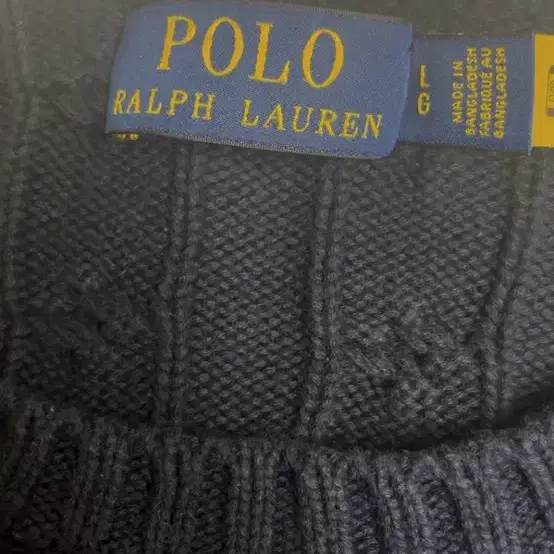 POLO
RALPH LAUREN
L
G
MADE IN
BANGLADESH
FABRIQUÉ AU
BANGLADESH